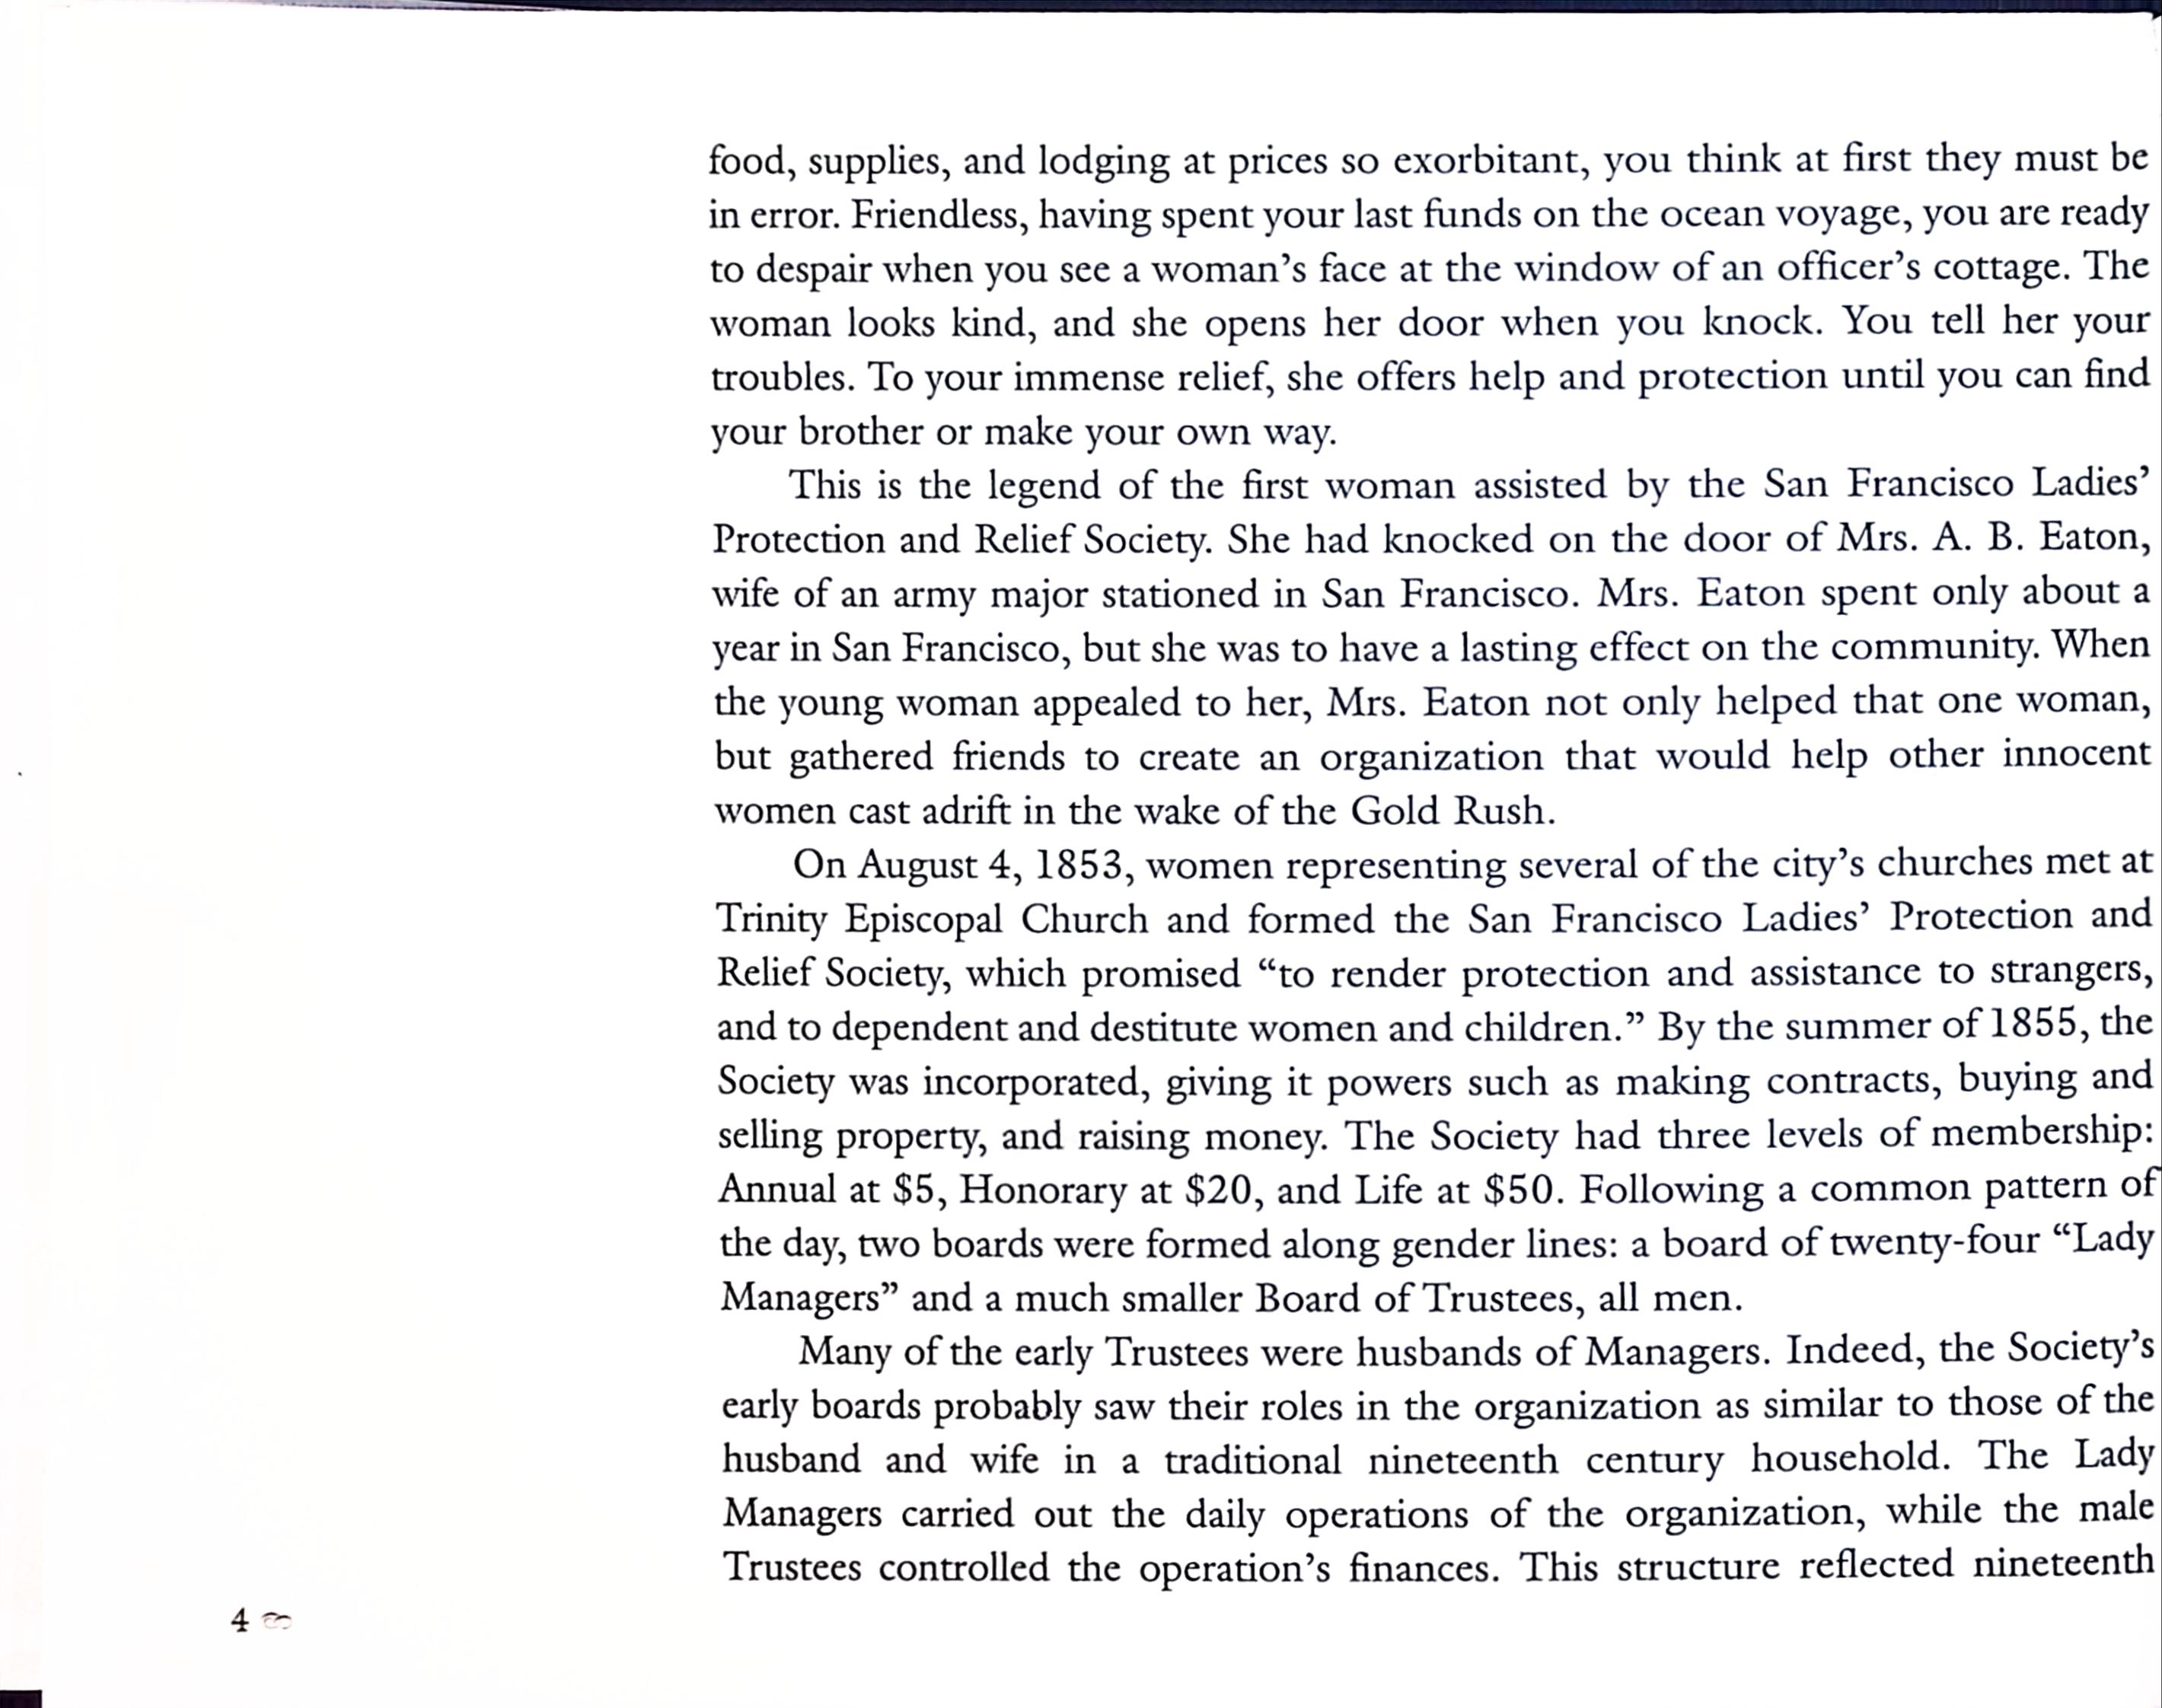 food, supplies, and lodging at prices so exorbitant, you think at first they must be
in error. Friendless, having spent your last funds on the ocean voyage, you are ready
to despair when you see a woman’s face at the window of an officer’s cottage. The
woman looks kind, and she opens her door when you knock. You tell her your
troubles. To your immense relief, she offers help and protection until you can find
your brother or make your own way.
This is the legend of the first woman assisted by the San Francisco Ladies’
Protection and Relief Society. She had knocked on the door of Mrs. A. B. Eaton,
wife of an army major stationed in San Francisco. Mrs. Eaton spent only about a
year in San Francisco, but she was to have a lasting effect on the community. When
the young woman appealed to her, Mrs. Eaton not only helped that one woman,
but gathered friends to create an organization that would help other innocent
women cast adrift in the wake of the Gold Rush.
On August 4, 1853, women representing several of the city’s churches met at
Trinity Episcopal Church and formed the San Francisco Ladies’ Protection and
Relief Society, which promised “to render protection and assistance to strangers,
and to dependent and destitute women and children.” By the summer of 1855, the
Society was incorporated, giving it powers such as making contracts, buying and
selling property, and raising money. The Society had three levels of membership:
Annual at $5, Honorary at $20, and Life at $50. Following a common pattern of
the day, two boards were formed along gender lines: a board of twenty-four “Lady
Managers” and a much smaller Board of Trustees, all men.
Many of the early Trustees were husbands of Managers. Indeed, the Society’s
early boards probably saw their roles in the organization as similar to those of the
husband and wife in a traditional nineteenth century household. The Lady
Managers carried out the daily operations of the organization, while the male
Trustees controlled the operation’s finances. This structure reflected nineteenth
4